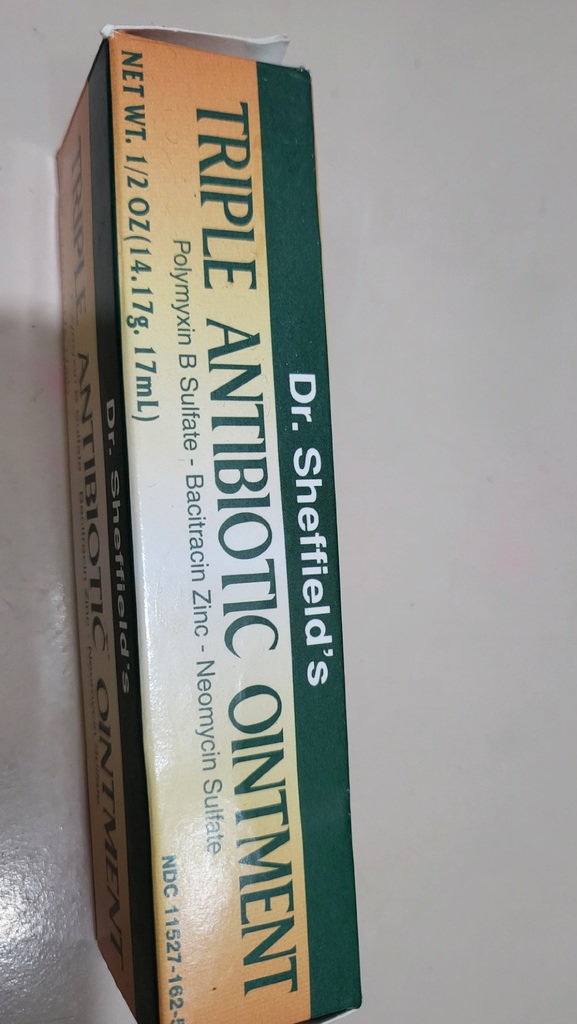 Dr. Sheffield's
TRIPLE ANTIBIOTIC OINTMENT
Polymyxin B Sulfate - Bacitracin Zinc - Neomycin Sulfate
NET WT. 1/2 OZ(14.17g. 17mL)
NDC 11527-162-5
Dr. Sheffield's
TRIPLE ANTIBIOTIC OINTMENT